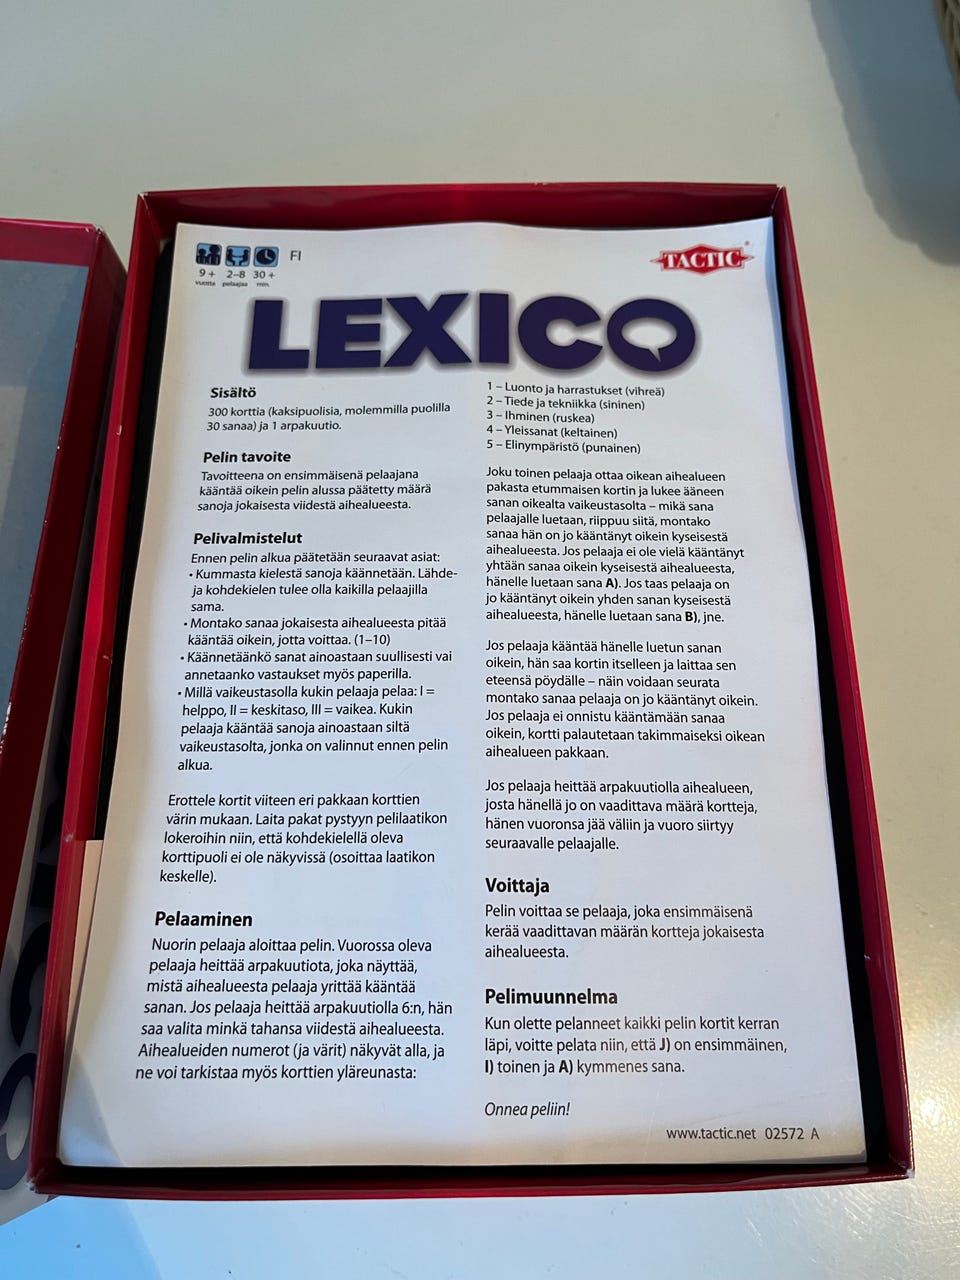 FI
TACTIC®
9+ 2–8 30+
vuotta pelaajaa min.
LEXICO
Sisältö
300 korttia (kaksipuolisia, molemmilla puolilla
30 sanaa) ja 1 arpakuutio.
Pelin tavoite
Tavoitteena on ensimmäisenä pelaajana
kääntää oikein pelin alussa päätetty määrä
sanoja jokaisesta viidestä aihealueesta.
Pelivalmistelut
Ennen pelin alkua päätetään seuraavat asiat:
• Kummasta kielestä sanoja käännetään. Lähde-
ja kohdekielen tulee olla kaikilla pelaajilla
sama.
• Montako sanaa jokaisesta aihealueesta pitää
kääntää oikein, jotta voittaa. (1–10)
• Käännetäänkö sanat ainoastaan suullisesti vai
annetaanko vastaukset myös paperilla.
• Millä vaikeustasolla kukin pelaaja pelaa: I =
helppo, II = keskitaso, III = vaikea. Kukin
pelaaja kääntää sanoja ainoastaan siltä
vaikeustasolta, jonka on valinnut ennen pelin
alkua.
Erottele kortit viiteen eri pakkaan korttien
värin mukaan. Laita pakat pystyyn pelilaatikon
lokeroihin niin, että kohdekielellä oleva
korttipuoli ei ole näkyvissä (osoittaa laatikon
keskelle).
Pelaaminen
Nuorin pelaaja aloittaa pelin. Vuorossa oleva
pelaaja heittää arpakuutiota, joka näyttää,
mistä aihealueesta pelaaja yrittää kääntää
sanan. Jos pelaaja heittää arpakuutiolla 6:n, hän
saa valita minkä tahansa viidestä aihealueesta.
Aihealueiden numerot (ja värit) näkyvät alla, ja
ne voi tarkistaa myös korttien yläreunasta:
1 – Luonto ja harrastukset (vihreä)
2 – Tiede ja tekniikka (sininen)
3 – Ihminen (ruskea)
4 – Yleissanat (keltainen)
5 – Elinympäristö (punainen)
Joku toinen pelaaja ottaa oikean aihealueen
pakasta etummaisen kortin ja lukee ääneen
sanan oikealta vaikeustasolta – mikä sana
pelaajalle luetaan, riippuu siitä, montako
sanaa hän on jo kääntänyt oikein kyseisestä
aihealueesta. Jos pelaaja ei ole vielä kääntänyt
yhtään sanaa oikein kyseisestä aihealueesta,
hänelle luetaan sana A). Jos taas pelaaja on
jo kääntänyt oikein yhden sanan kyseisestä
aihealueesta, hänelle luetaan sana B), jne.
Jos pelaaja kääntää hänelle luetun sanan
oikein, hän saa kortin itselleen ja laittaa sen
eteensä pöydälle – näin voidaan seurata
montako sanaa pelaaja on jo kääntänyt oikein.
Jos pelaaja ei onnistu kääntämään sanaa
oikein, kortti palautetaan takimmaiseksi oikean
aihealueen pakkaan.
Jos pelaaja heittää arpakuutiolla aihealueen,
josta hänellä jo on vaadittava määrä kortteja,
hänen vuoronsa jää väliin ja vuoro siirtyy
seuraavalle pelaajalle.
Voittaja
Pelin voittaa se pelaaja, joka ensimmäisenä
kerää vaadittavan määrän kortteja jokaisesta
aihealueesta.
Pelimuunnelma
Kun olette pelanneet kaikki pelin kortit kerran
läpi, voitte pelata niin, että J) on ensimmäinen,
I) toinen ja A) kymmenes sana.
Onnea peliin!
www.tactic.net 02572 A